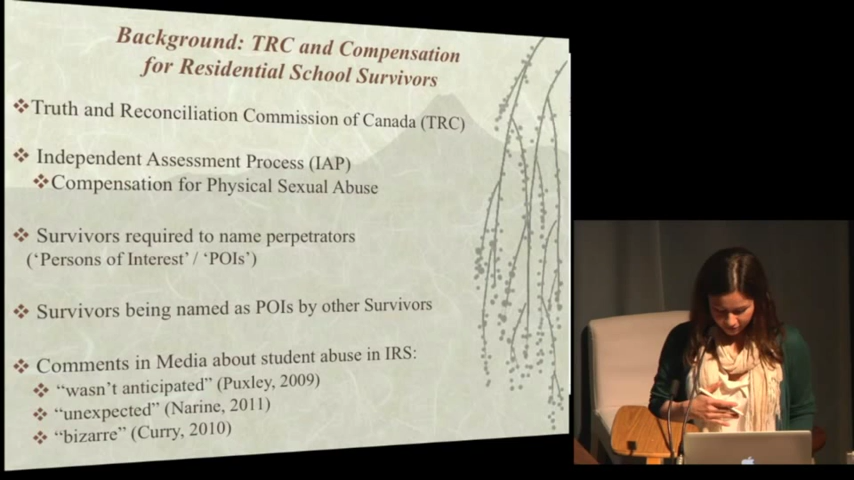 Background: TRC and Compensation
for Residential School Survivors
❖Truth and Reconciliation Commission of Canada (TRC)
❖ Independent Assessment Process (IAP)
❖Compensation for Physical Sexual Abuse
❖ Survivors required to name perpetrators
(‘Persons of Interest’ / ‘POIs’)
❖ Survivors being named as POIs by other Survivors
❖ Comments in Media about student abuse in IRS:
❖ “wasn’t anticipated” (Puxley, 2009)
❖ “unexpected” (Narine, 2011)
❖ “bizarre” (Curry, 2010)